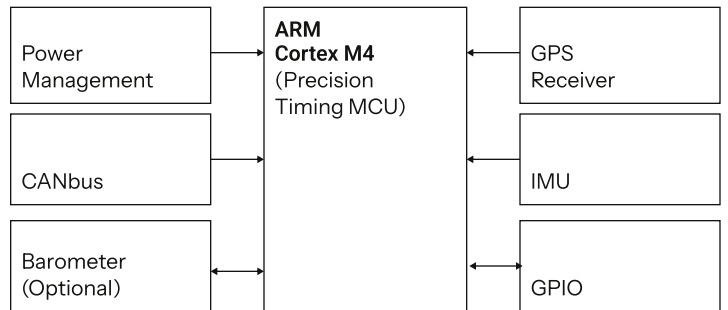 Power
Management
CANbus
Barometer
(Optional)
ARM
Cortex M4
(Precision
Timing MCU)
GPS
Receiver
IMU
GPIO